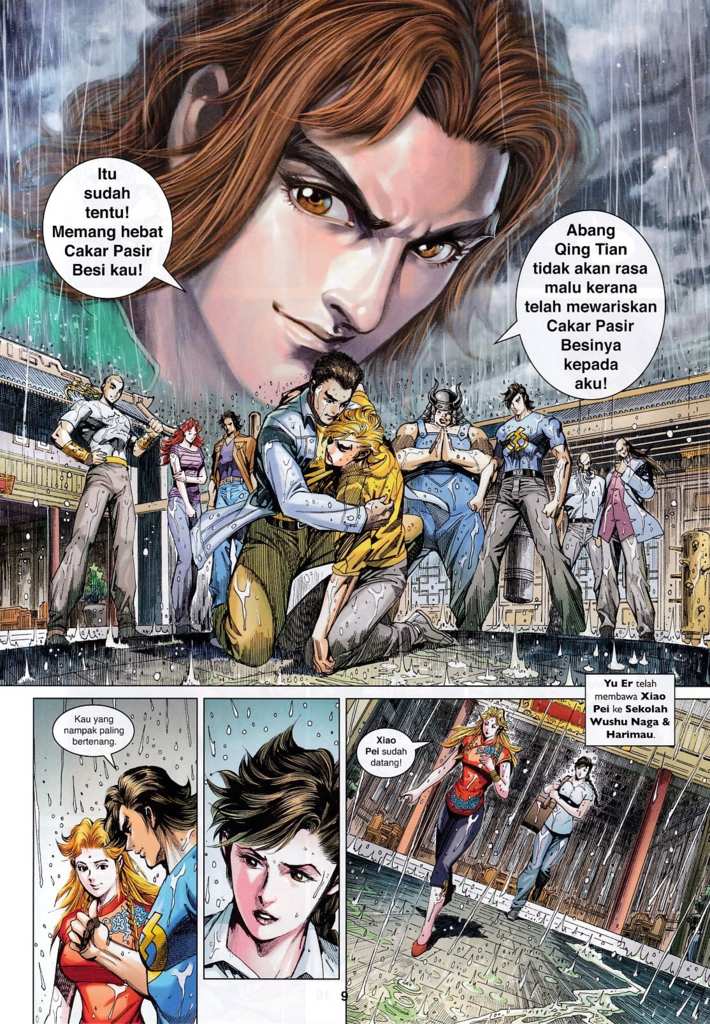 Itu
sudah
tentu!
Memang hebat
Cakar Pasir
Besi kau!
Abang
Qing Tian
tidak akan rasa
malu kerana
telah mewariskan
Cakar Pasir
Besinya
kepada
aku!
Kau yang
nampak paling
bertenang.
Xiao
Pei sudah
datang!
Yu Er telah
membawa Xiao
Pei ke Sekolah
Wushu Naga &
Harimau.
9